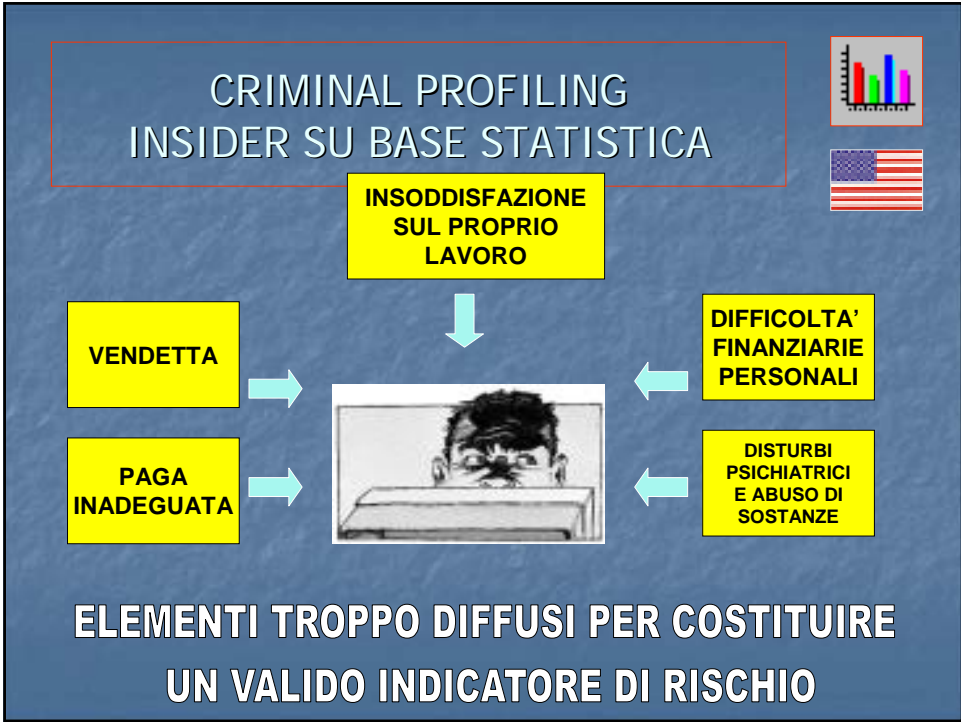 CRIMINAL PROFILING
INSIDER SU BASE STATISTICA
INSODDISFAZIONE
SUL PROPRIO
LAVORO
VENDETTA
DIFFICOLTA’
FINANZIARIE
PERSONALI
PAGA
INADEGUATA
DISTURBI
PSICHIATRICI
E ABUSO DI
SOSTANZE
ELEMENTI TROPPO DIFFUSI PER COSTITUIRE
UN VALIDO INDICATORE DI RISCHIO